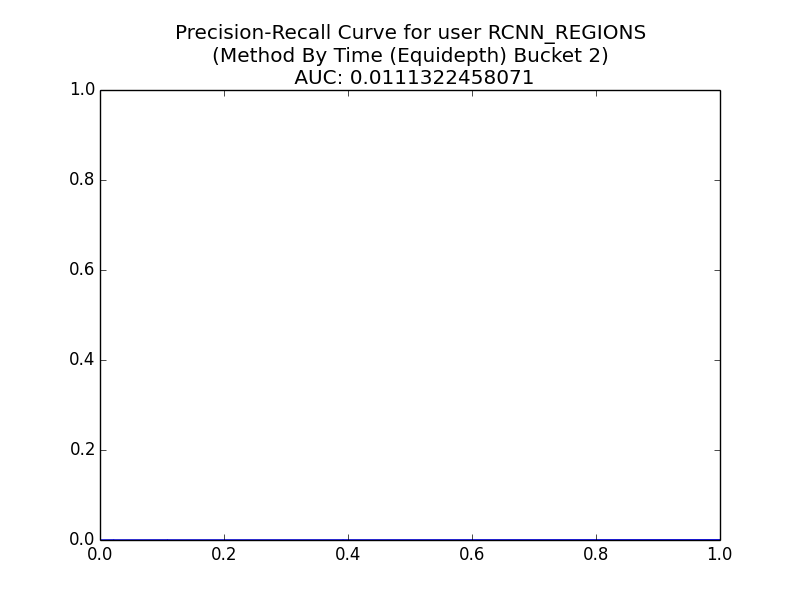 Precision-Recall Curve for user RCNN_REGIONS
(Method By Time (Equidepth) Bucket 2)
AUC: 0.0111322458071
1.0
0.8
0.6
0.4
0.2
0.0
0.0 0.2 0.4 0.6 0.8 1.0